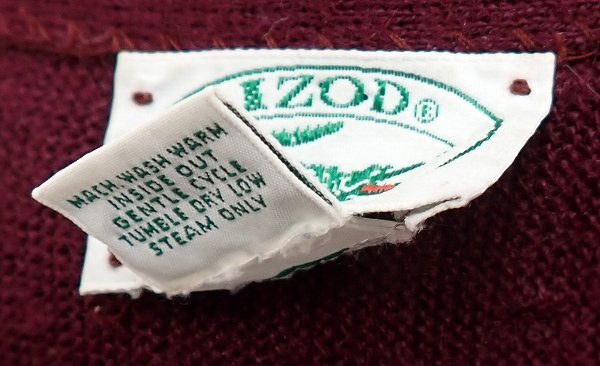 IZOD®
MACH. WASH WARM
INSIDE OUT
GENTLE CYCLE
TUMBLE DRY LOW
STEAM ONLY